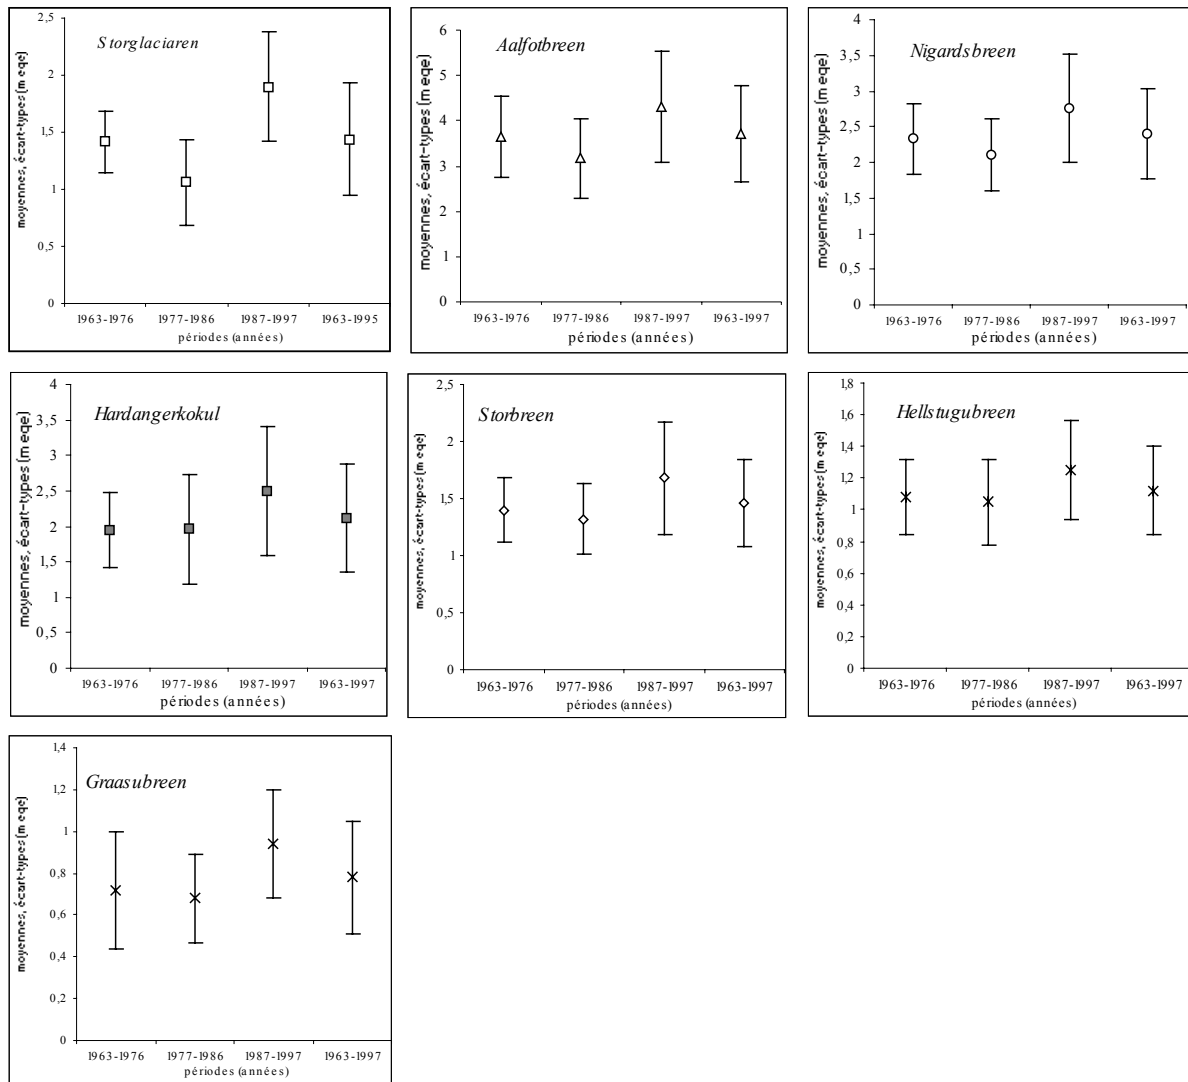 Storglaciaren
moyennes, écart-types (m eqe)
2,5
2
1,5
1
0,5
0
1963-1976 1977-1986 1987-1997 1963-1995
périodes (années)
Aalfotbreen
moyennes, écart-types (m eqe)
6
5
4
3
2
1
0
1963-1976 1977-1986 1987-1997 1963-1997
périodes (années)
Nigardsbreen
moyennes, écart-types (m eqe)
4
3,5
3
2,5
2
1,5
1
0,5
0
1963-1976 1977-1986 1987-1997 1963-1997
périodes (années)
Hardangerkokul
moyennes, écart-types (m eqe)
4
3,5
3
2,5
2
1,5
1
0,5
0
1963-1976 1977-1986 1987-1997 1963-1997
périodes (années)
Storbreen
moyennes, écart-types (m eqe)
2,5
2
1,5
1
0,5
0
1963-1976 1977-1986 1987-1997 1963-1997
périodes (années)
Hellstugubreen
moyennes, écart-types (m eqe)
1,8
1,6
1,4
1,2
1,0
0,8
0,6
0,4
0,2
0
1963-1976 1977-1986 1987-1997 1963-1997
périodes (années)
Graasubreen
moyennes, écart-types (m eqe)
1,4
1,2
1
0,8
0,6
0,4
0,2
0
1963-1976 1977-1986 1987-1997 1963-1997
périodes (années)